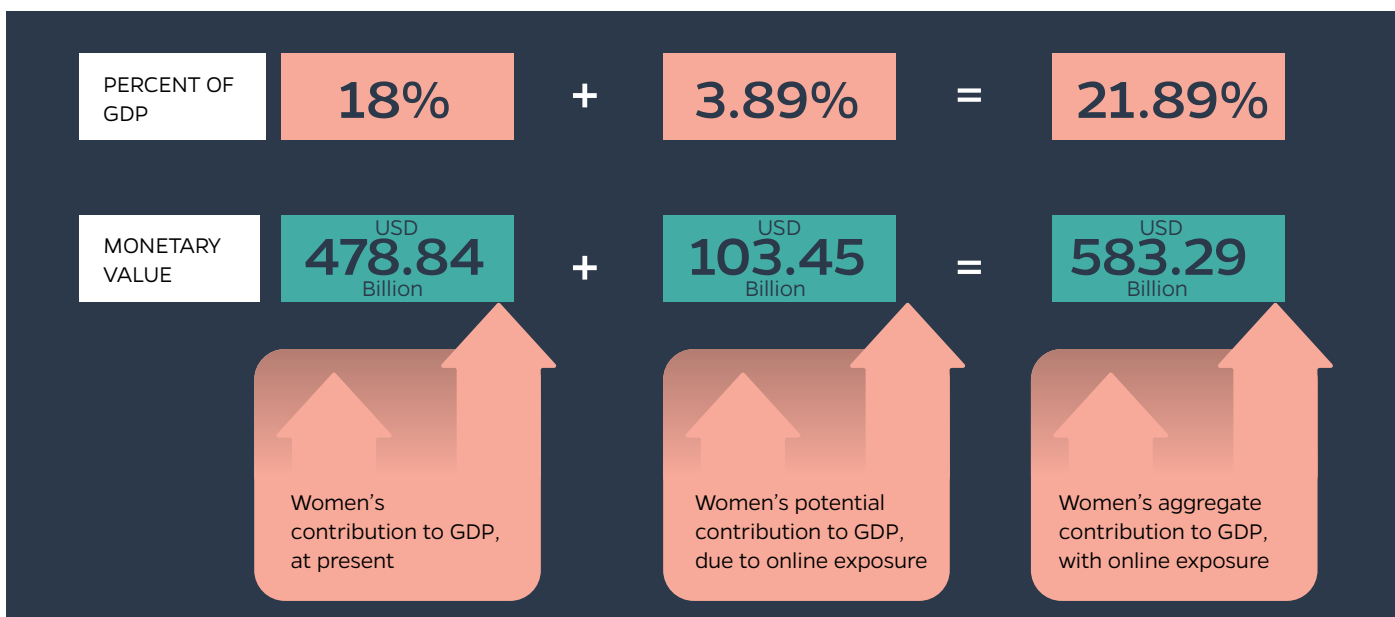 PERCENT OF
GDP
18%
+
3.89%
=
21.89%
MONETARY
VALUE
USD
478.84
Billion
+
USD
103.45
Billion
=
USD
583.29
Billion
Women's
contribution to GDP,
at present
Women's potential
contribution to GDP,
due to online exposure
Women's aggregate
contribution to GDP,
with online exposure